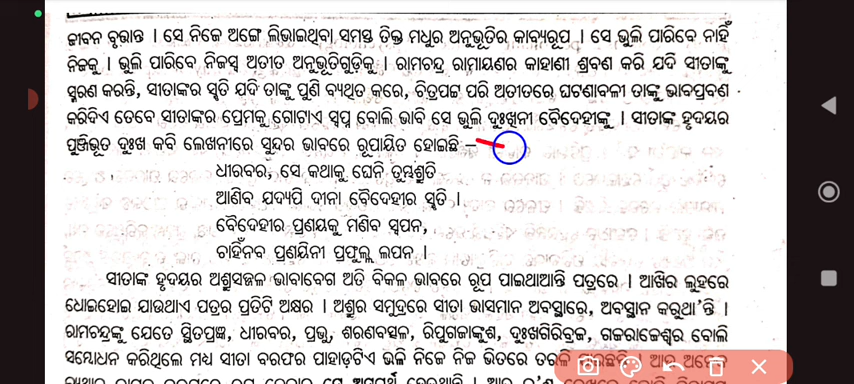 ଜୀବନ ବୃତ୍ତାନ୍ତ । ସେ ନିଜେ ଅଙ୍ଗେ ଲିଭାଇଥିବା ସମସ୍ତ ତିକ୍ତ ମଧୁର ଅନୁଭୂତିର କାବ୍ୟରୂପ । ସେ ଭୁଲି ପାରିବେ ନାହିଁ
ନିଜକୁ । ଭୁଲି ପାରିବେ ନିଜସ୍ୱ ଅତୀତ ଅନୁଭୂତିଗୁଡ଼ିକୁ । ରାମଚନ୍ଦ୍ର ରାମାୟଣର କାହାଣୀ ଶ୍ରବଣ କରି ଯଦି ସୀତାଙ୍କୁ
ସ୍ମରଣ କରନ୍ତି, ସୀତାଙ୍କର ସ୍ମୃତି ଯଦି ତାଙ୍କୁ ପୁଣି ବ୍ୟଥିତ କରେ, ଚିତ୍ରପଟ୍ଟ ପରି ଅତୀତରେ ଘଟଣାବଳୀ ତାଙ୍କୁ ଭାବପ୍ରବଣ
କରିଦିଏ ତେବେ ସୀତାଙ୍କର ପ୍ରେମକୁ ଗୋଟାଏ ସ୍ୱପ୍ନ ବୋଲି ଭାବି ସେ ଭୁଲି ଦୁଃଖିନୀ ବୈଦେହୀଙ୍କୁ । ସୀତାଙ୍କ ହୃଦୟର
ପୁଞ୍ଜିଭୂତ ଦୁଃଖ କବି ଲେଖନୀରେ ସୁନ୍ଦର ଭାବରେ ରୂପାୟିତ ହୋଇଛି –
ଧୀରବର, ସେ କଥାକୁ ଘେନି ତୁମ୍ଭଶ୍ରୁତି
ଆଣିବ ଯଦ୍ୟପି ଦୀନା ବୈଦେହୀର ସ୍ମୃତି ।
ବୈଦେହୀର ପ୍ରଣୟକୁ ମଣିବ ସ୍ୱପନ,
ଚାହିଁନବ ପ୍ରଣୟିନୀ ପ୍ରଫୁଲ୍ଲ ଲପନ ।
ସୀତାଙ୍କ ହୃଦୟର ଅଶ୍ରୁସଜ୍ଜଳ ଭାବାବେଗ ଅତି ବିକଳ ଭାବରେ ରୂପ ପାଇଥାଆନ୍ତି ପତ୍ରରେ । ଆଖିର ଲୁହରେ
ଧୋଇହୋଇ ଯାଉଥାଏ ପତ୍ରର ପ୍ରତିଟି ଅକ୍ଷର । ଅଶ୍ରୁର ସମୁଦ୍ରରେ ସୀତା ଭାସମାନ ଅବସ୍ଥାରେ, ଅବସ୍ଥାନ କରୁଥା'ନ୍ତି ।
ରାମଚନ୍ଦ୍ରଙ୍କୁ ଯେତେ ସ୍ଥିତପ୍ରଜ୍ଞ, ଧୀରବର, ପ୍ରଭୁ, ଶରଣବତ୍ସଳ, ରିପୁଗଜାଙ୍କୁଶ, ଦୁଃଖଗିରିବ୍ରଜ, ଗଜରାଜେଶ୍ୱର ବୋଲି
ସମ୍ବୋଧନ କରିଥିଲେ ମଧ୍ୟ ସୀତା ବରଫର ପାହାଡ଼ଟିଏ ଭଳି ନିଜେ ନିଜ ଭିତରେ